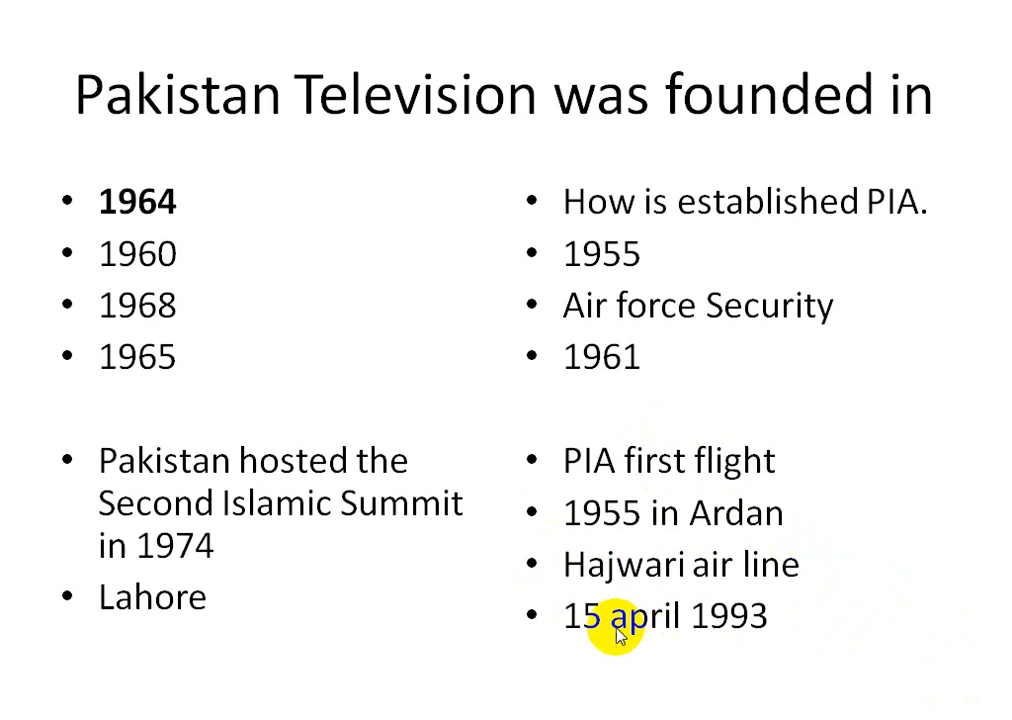 Pakistan Television was founded in
• 1964
• 1960
• 1968
• 1965
• Pakistan hosted the
Second Islamic Summit
in 1974
• Lahore
• How is established PIA.
• 1955
• Air force Security
• 1961
• PIA first flight
• 1955 in Ardan
• Hajwari air line
• 15 april 1993